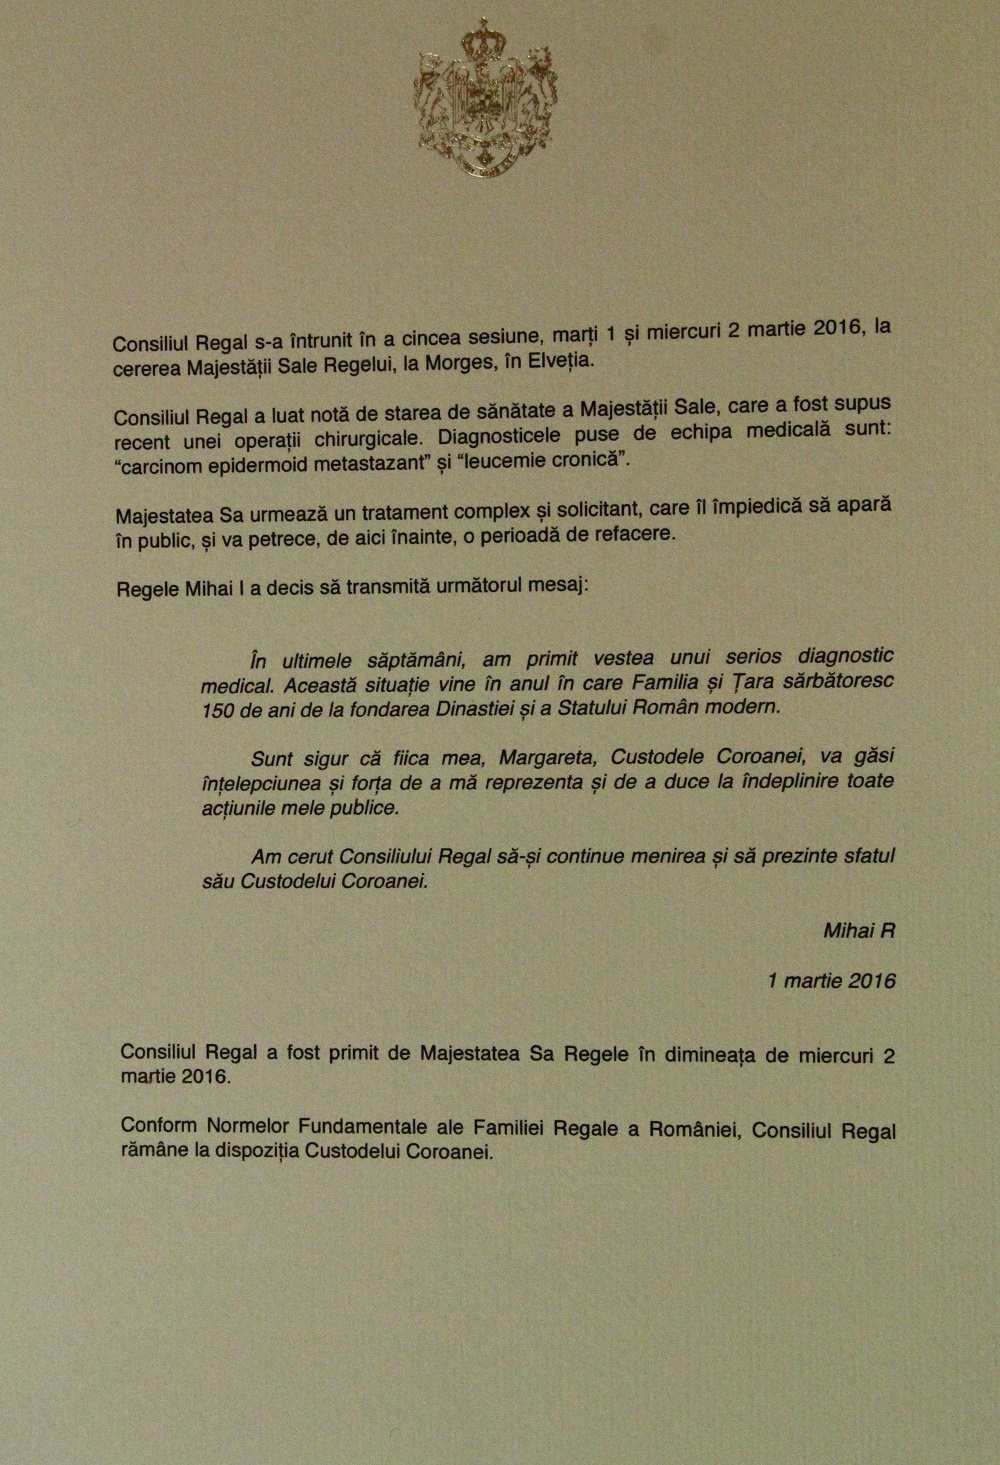 Consiliul Regal s-a întrunit în a cincea sesiune, marți 1 și miercuri 2 martie 2016, la
cererea Majestății Sale Regelui, la Morges, în Elveția.
Consiliul Regal a luat notă de starea de sănătate a Majestății Sale, care a fost supus
recent unei operații chirurgicale. Diagnosticele puse de echipa medicală sunt:
“carcinom epidermoid metastazant” și “leucemie cronică”.
Majestatea Sa urmează un tratament complex și solicitant, care îl împiedică să apară
în public, și va petrece, de aici înainte, o perioadă de refacere.
Regele Mihai I a decis să transmită următorul mesaj:
În ultimele săptămâni, am primit vestea unui serios diagnostic
medical. Această situație vine în anul în care Familia și Țara sărbătoresc
150 de ani de la fondarea Dinastiei și a Statului Român modern.
Sunt sigur că fiica mea, Margareta, Custodele Coroanei, va găsi
înțelepciunea și forța de a mă reprezenta și de a duce la îndeplinire toate
acțiunile mele publice.
Am cerut Consiliului Regal să-și continue menirea și să prezinte sfatul
său Custodelui Coroanei.
Mihai R
1 martie 2016
Consiliul Regal a fost primit de Majestatea Sa Regele în dimineața de miercuri 2
martie 2016.
Conform Normelor Fundamentale ale Familiei Regale a României, Consiliul Regal
rămâne la dispoziția Custodelui Coroanei.